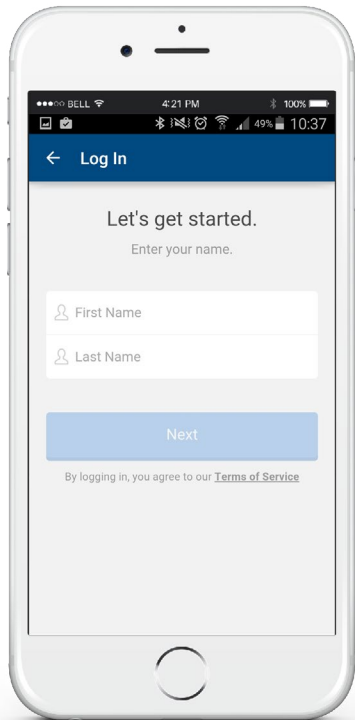 BELL 4:21 PM 100%
49% 10:37
Log In
Let's get started.
Enter your name.
First Name
Last Name
Next
By logging in, you agree to our Terms of Service